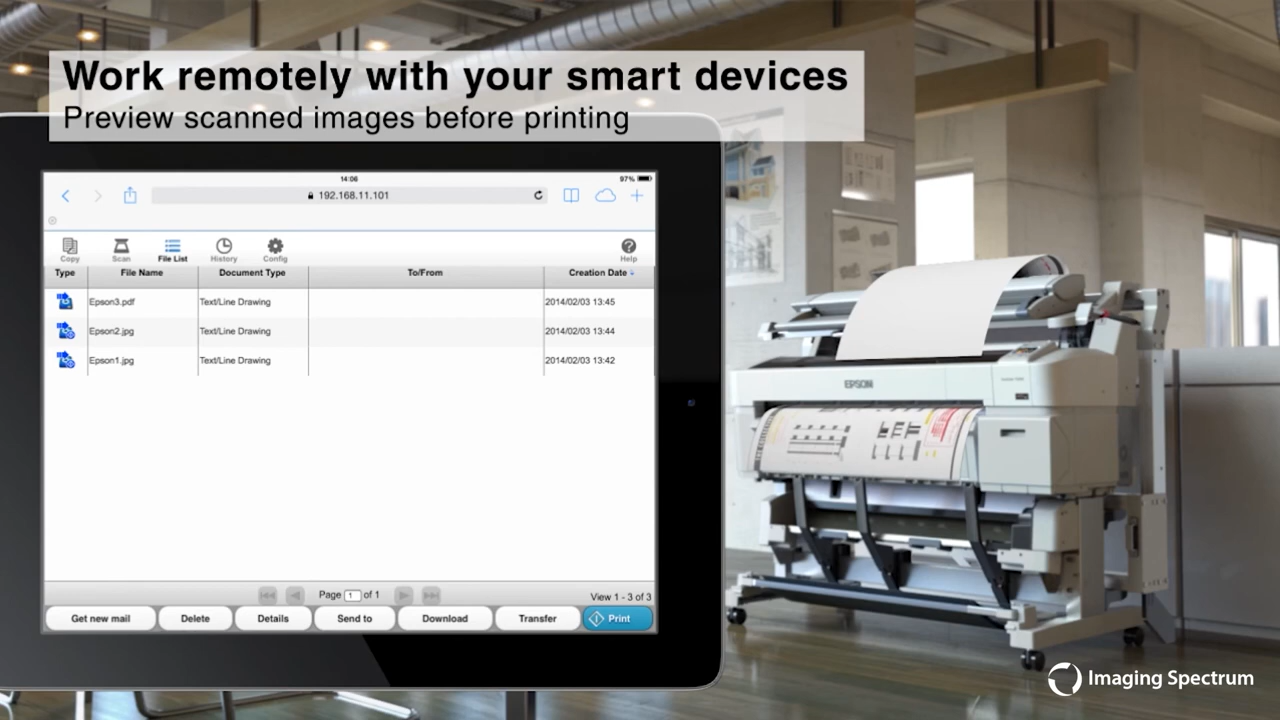 Work remotely with your smart devices
Preview scanned images before printing
14:06
97%
192.168.11.101
Copy
Scan
File List
History
Config
Help
Type File Name Document Type To/From Creation Date
Epson3.pdf Text/Line Drawing 2014/02/03 13:45
Epson2.jpg Text/Line Drawing 2014/02/03 13:44
Epson1.jpg Text/Line Drawing 2014/02/03 13:42
Page 1 of 1
View 1 - 3 of 3
Get new mail Delete Details Send to Download Transfer Print
EPSON
Imaging Spectrum